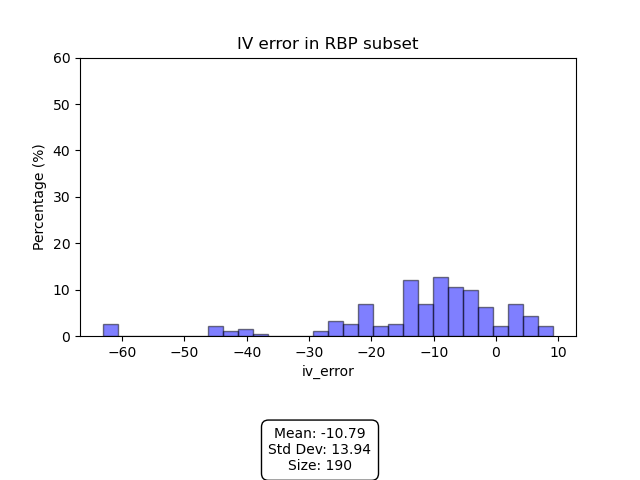 IV error in RBP subset
60
50
40
30
20
10
0
Percentage (%)
−60 −50 −40 −30 −20 −10 0 10
iv_error
Mean: -10.79
Std Dev: 13.94
Size: 190